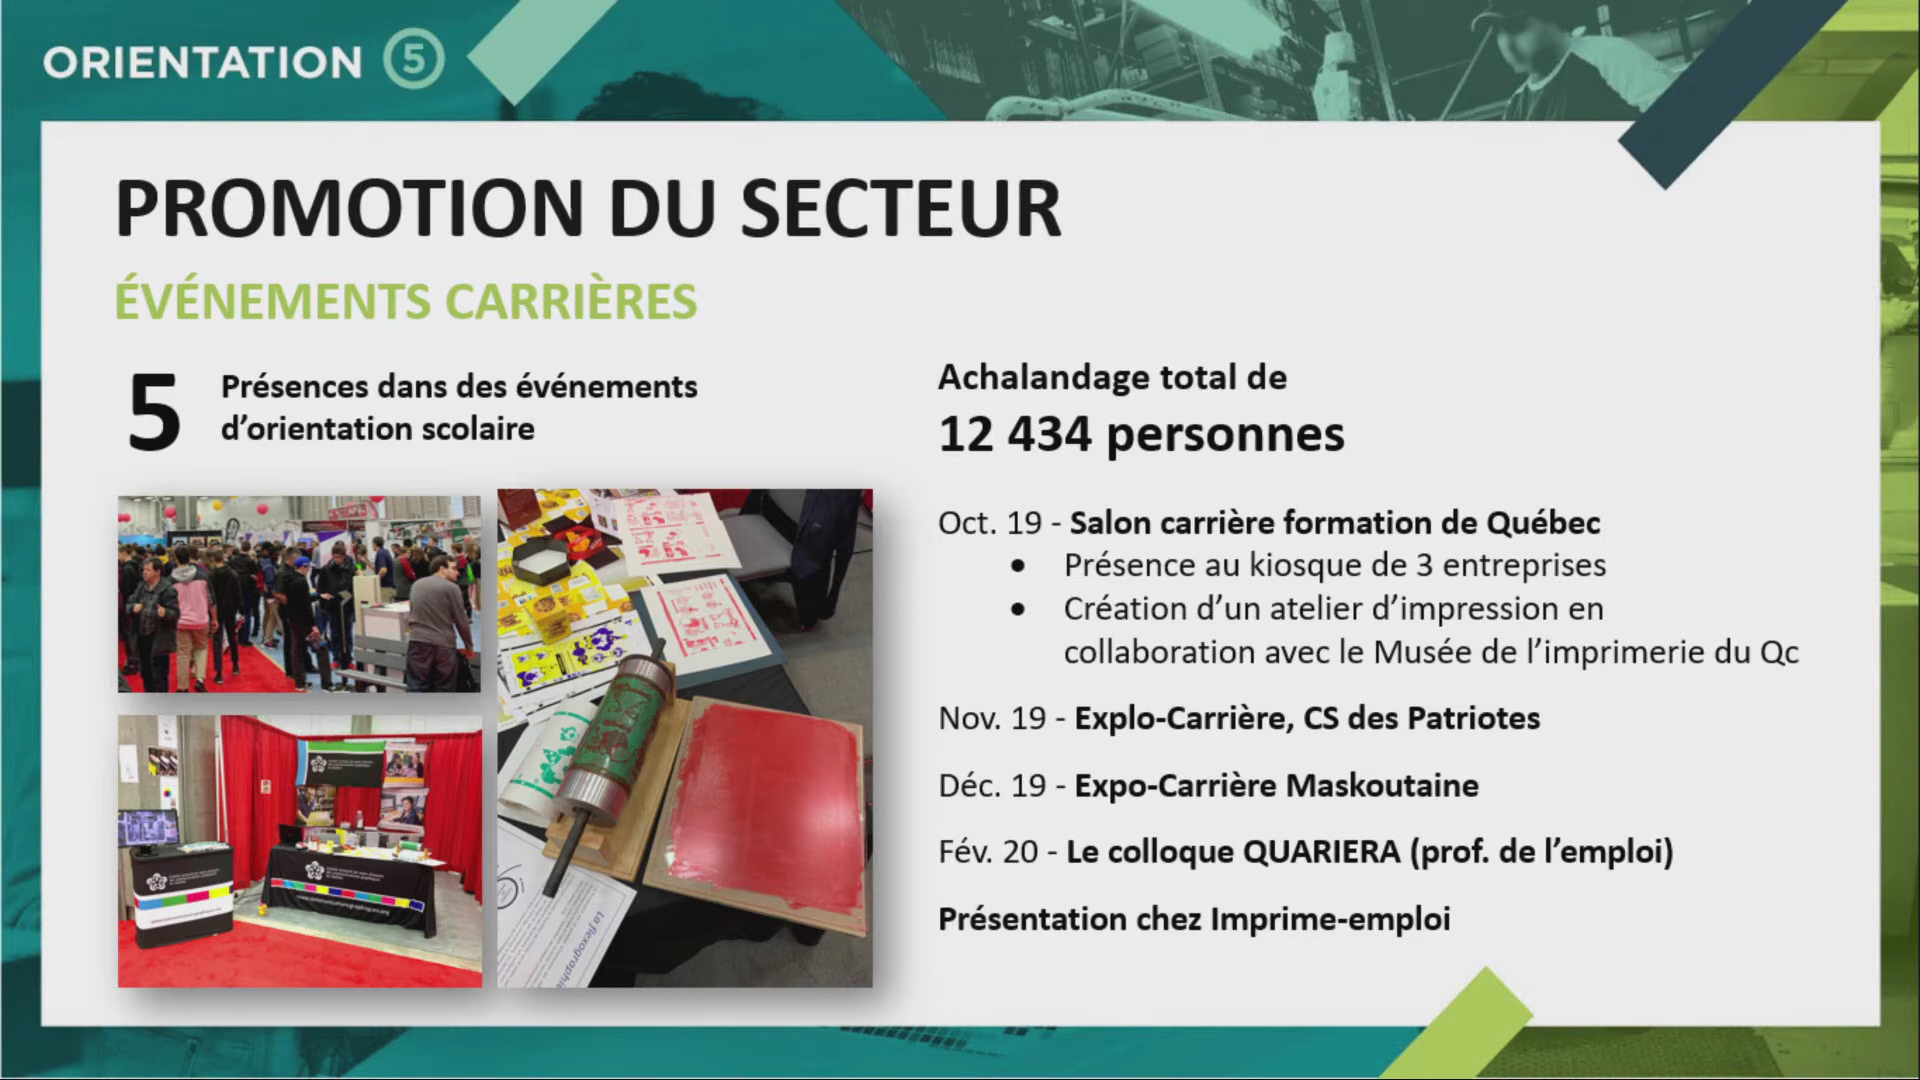 ORIENTATION 5
PROMOTION DU SECTEUR
ÉVÉNEMENTS CARRIÈRES
5 Présences dans des événements
d’orientation scolaire
Achalandage total de
12 434 personnes
Oct. 19 - Salon carrière formation de Québec
• Présence au kiosque de 3 entreprises
• Création d’un atelier d’impression en
collaboration avec le Musée de l’imprimerie du Qc
Nov. 19 - Explo-Carrière, CS des Patriotes
Déc. 19 - Expo-Carrière Maskoutaine
Fév. 20 - Le colloque QUARIERA (prof. de l’emploi)
Présentation chez Imprime-emploi
La flexographie